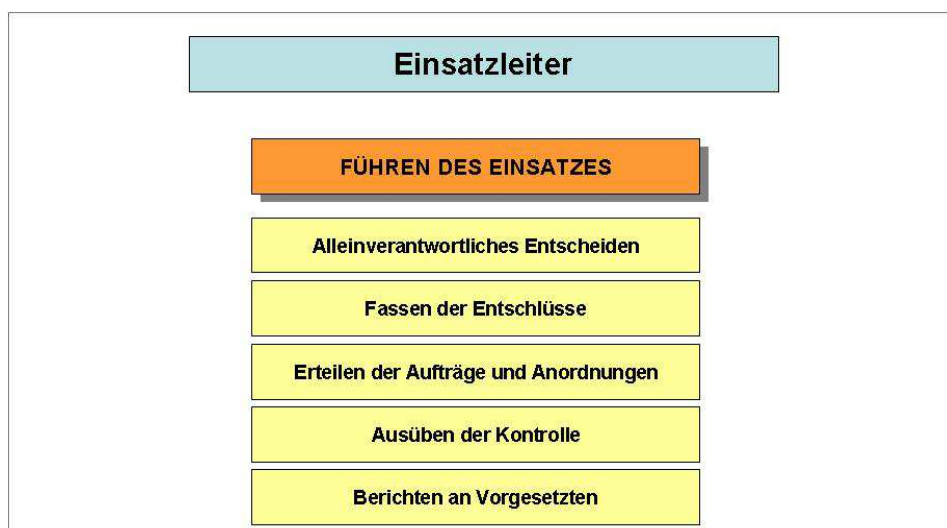 Einsatzleiter
FÜHREN DES EINSATZES
Alleinverantwortliches Entscheiden
Fassen der Entschlüsse
Erteilen der Aufträge und Anordnungen
Ausüben der Kontrolle
Berichten an Vorgesetzten